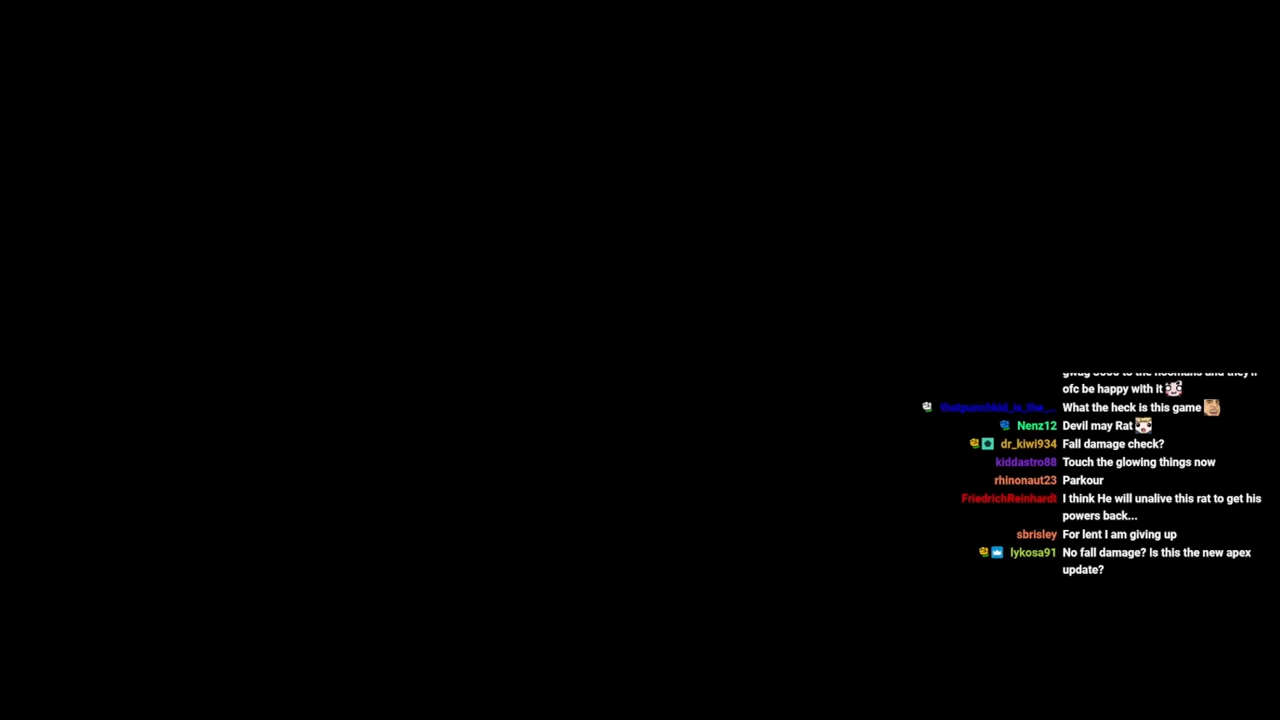 ofc be happy with it
What the heck is this game
Nenz12 Devil may Rat
dr_kiwi934 Fall damage check?
kiddastro88 Touch the glowing things now
rhinonaut23 Parkour
FriedrichReinhardt I think He will unalive this rat to get his
powers back...
sbrisley For lent I am giving up
lykosa91 No fall damage? Is this the new apex
update?